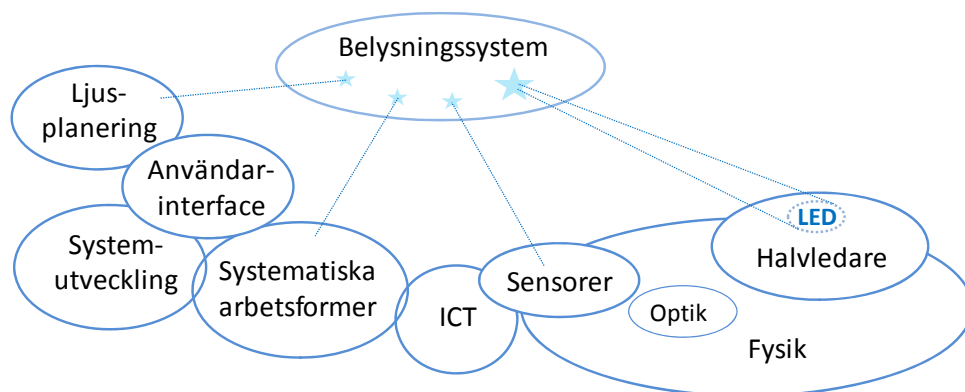 Belysningssystem
Ljus-
planering
Användar-
interface
System-
utveckling
Systematiska
arbetsformer
ICT
Sensorer
Optik
Fysik
LED
Halvledare